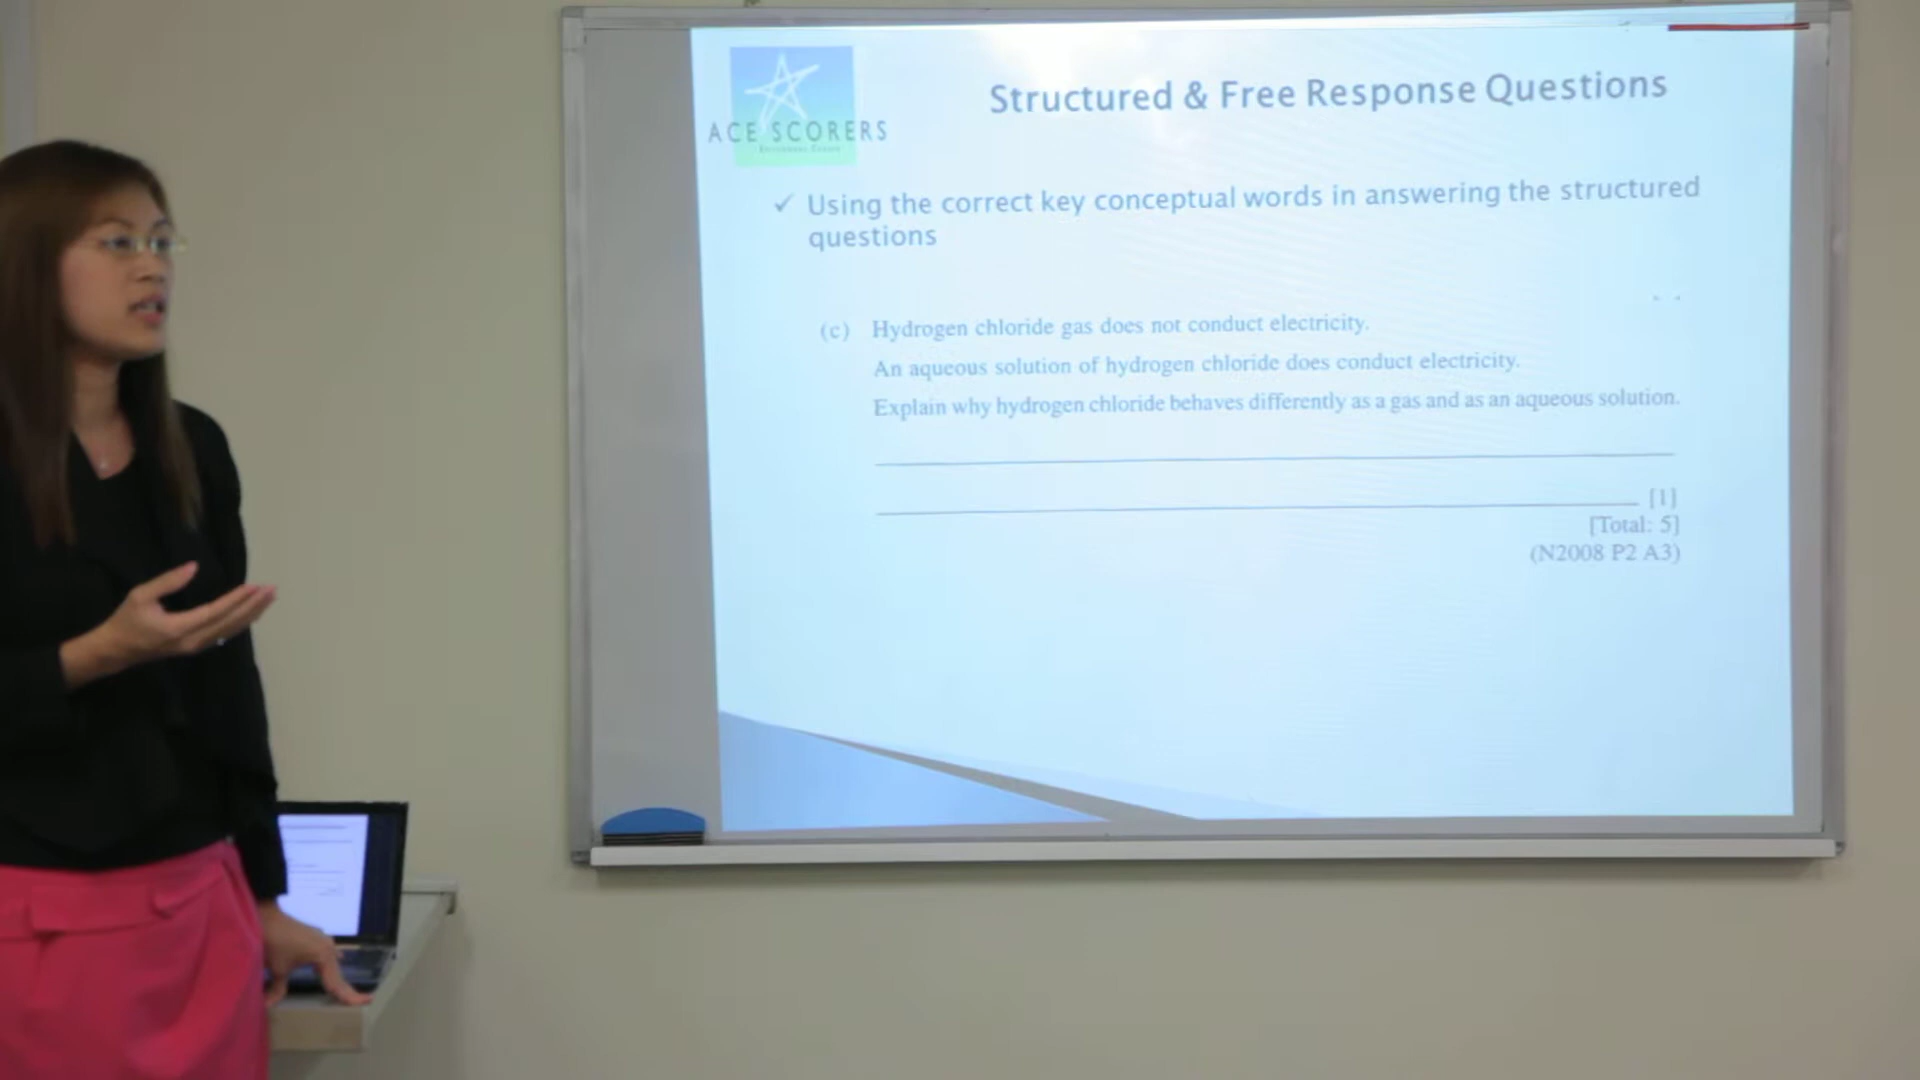 ACE SCORERS
Structured & Free Response Questions
✓ Using the correct key conceptual words in answering the structured
questions
(c) Hydrogen chloride gas does not conduct electricity.
An aqueous solution of hydrogen chloride does conduct electricity.
Explain why hydrogen chloride behaves differently as a gas and as an aqueous solution.
[1]
[Total: 5]
(N2008 P2 A3)